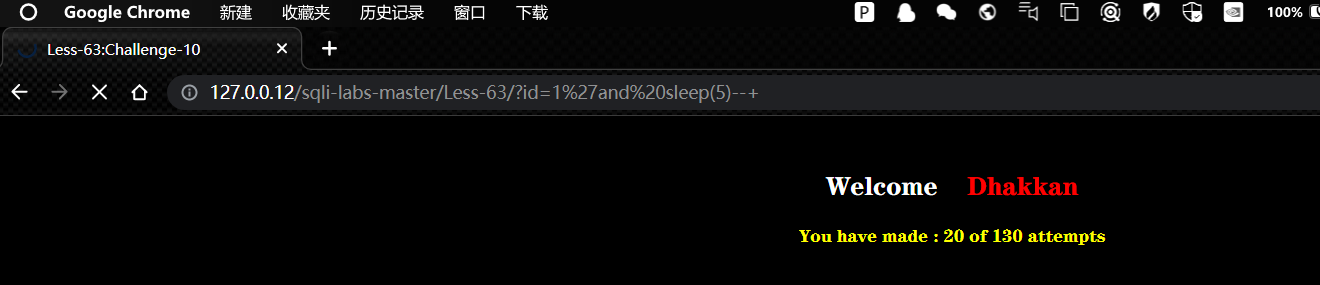 Google Chrome 新建 收藏夹 历史记录 窗口 下载 P 100%
Less-63:Challenge-10
127.0.0.12/sqli-labs-master/Less-63/?id=1%27and%20sleep(5)--+
Welcome Dhakkan
You have made : 20 of 130 attempts